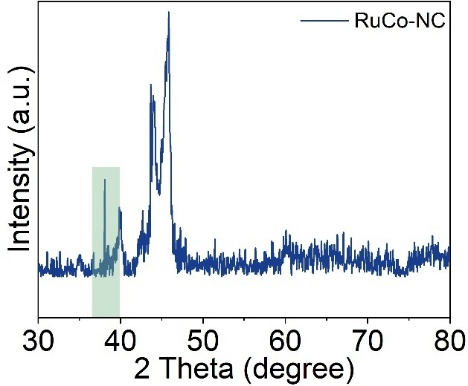 RuCo-NC
Intensity (a.u.)
30 40 50 60 70 80
2 Theta (degree)